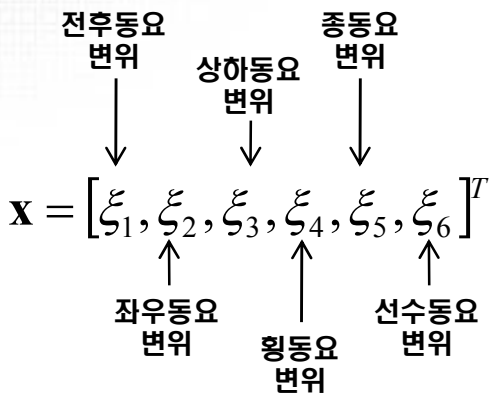 전후동요
변위
상하동요
변위
종동요
변위
x = [ξ₁, ξ₂, ξ₃, ξ₄, ξ₅, ξ₆]ᵀ
좌우동요
변위
횡동요
변위
선수동요
변위